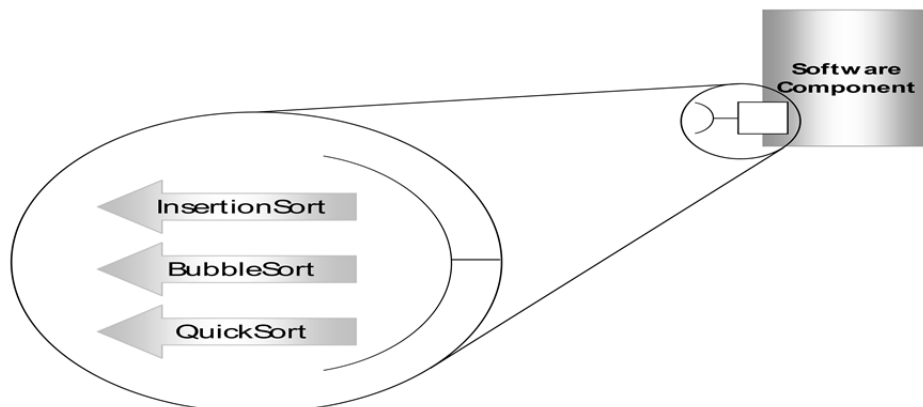 Software
Component
InsertionSort
BubbleSort
QuickSort